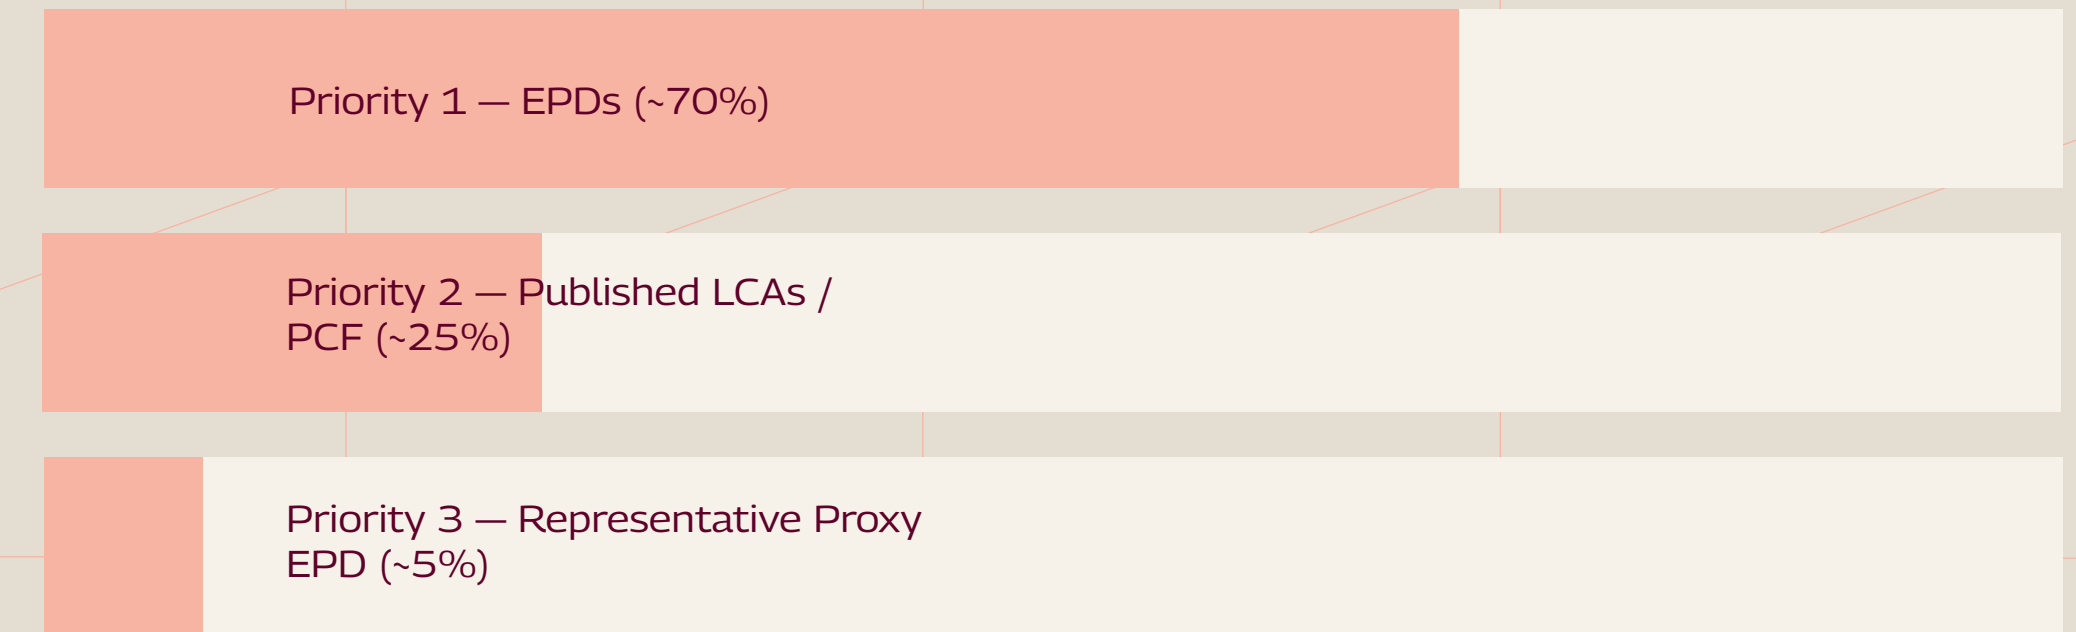 Priority 1 — EPDs (~70%)
Priority 2 — Published LCAs /
PCF (~25%)
Priority 3 — Representative Proxy
EPD (~5%)